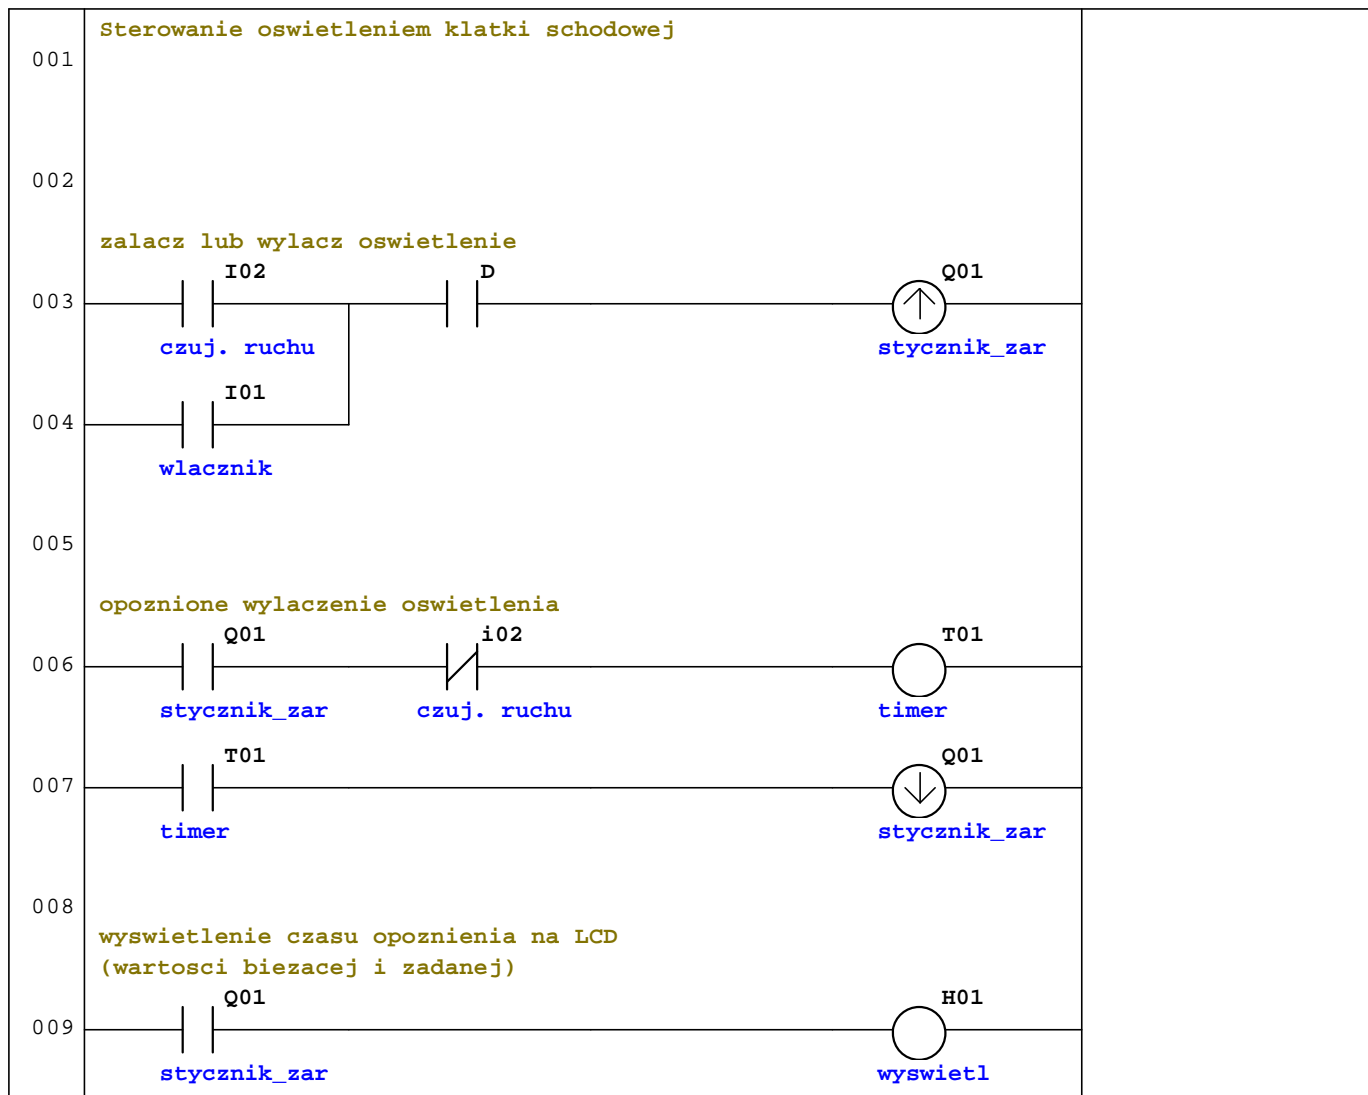 Sterowanie oswietleniem klatki schodowej
001
002
zalacz lub wylacz oswietlenie
I02 D Q01
003
czuj. ruchu stycznik_zar
I01
004
wlacznik
005
opoznione wylaczenie oswietlenia
Q01 i02 T01
006
stycznik_zar czuj. ruchu timer
T01 Q01
007
timer stycznik_zar
008
wyswietlenie czasu opoznienia na LCD
(wartosci biezacej i zadanej)
Q01 H01
009
stycznik_zar wyswietl